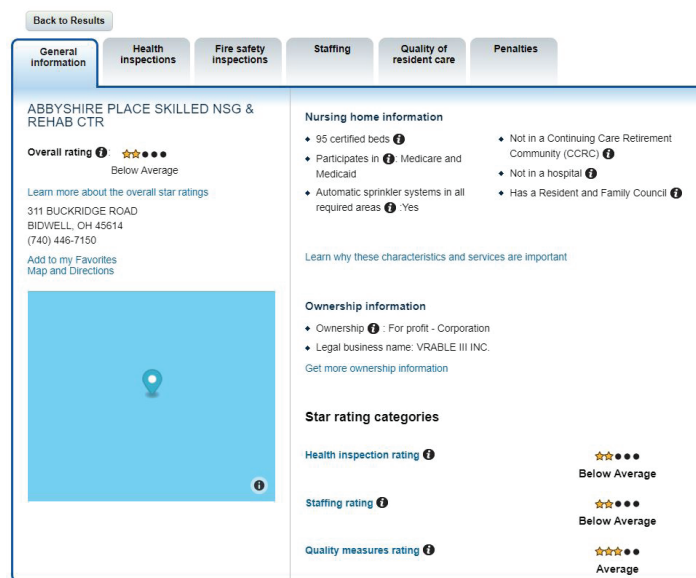 Back to Results
General
information
Health
inspections
Fire safety
inspections
Staffing
Quality of
resident care
Penalties
ABBYSHIRE PLACE SKILLED NSG &
REHAB CTR
Overall rating :
Below Average
Learn more about the overall star ratings
311 BUCKRIDGE ROAD
BIDWELL, OH 45614
(740) 446-7150
Add to my Favorites
Map and Directions
Nursing home information
95 certified beds
Participates in : Medicare and
Medicaid
Automatic sprinkler systems in all
required areas :Yes
Not in a Continuing Care Retirement
Community (CCRC)
Not in a hospital
Has a Resident and Family Council
Learn why these characteristics and services are important
Ownership information
Ownership : For profit - Corporation
Legal business name: VRABLE III INC.
Get more ownership information
Star rating categories
Health inspection rating
Below Average
Staffing rating
Below Average
Quality measures rating
Average